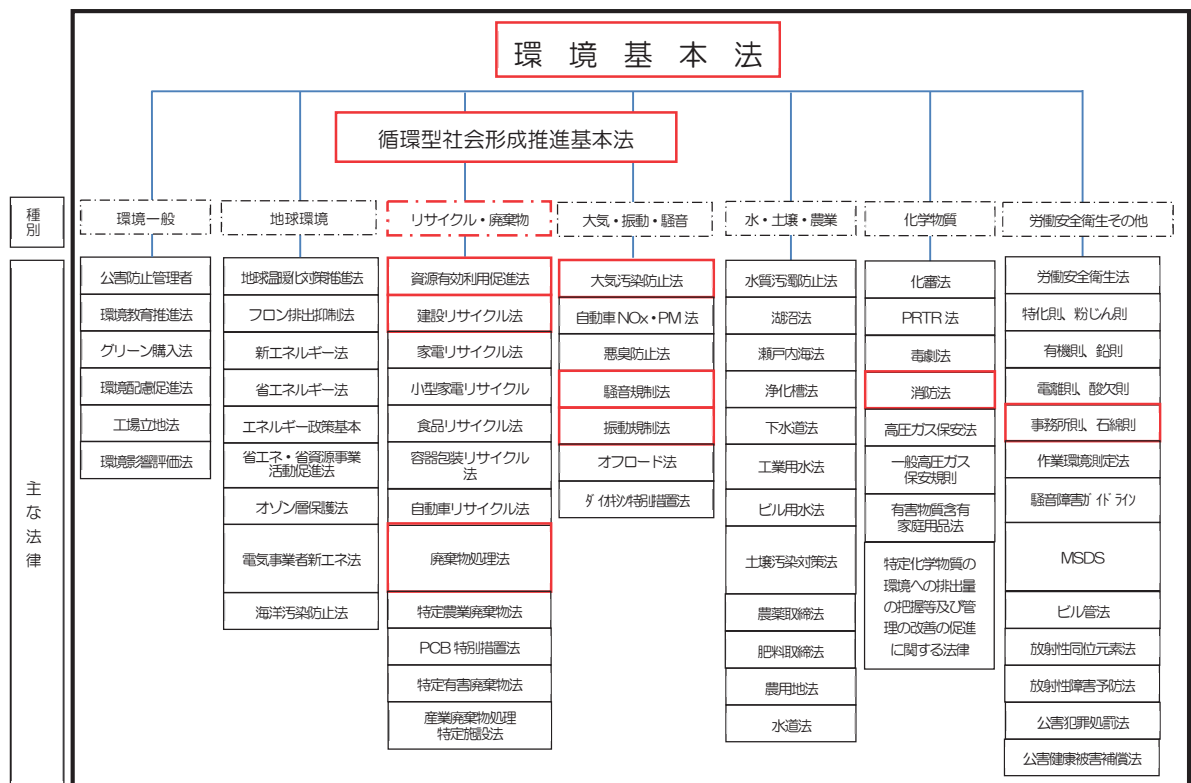 環境基本法
循環型社会形成推進基本法
種別
環境一般
地球環境
リサイクル・廃棄物
大気・振動・騒音
水・土壌・農業
化学物質
労働安全衛生その他
主な法律
公害防止管理者
環境教育推進法
グリーン購入法
環境配慮促進法
工場立地法
環境影響評価法
地球温暖化対策推進法
フロン排出抑制法
新エネルギー法
省エネルギー法
エネルギー政策基本
省エネ・省資源事業
活動促進法
オゾン層保護法
電気事業者新エネ法
海洋汚染防止法
資源有効利用促進法
建設リサイクル法
家電リサイクル法
小型家電リサイクル
食品リサイクル法
容器包装リサイクル
法
自動車リサイクル法
廃棄物処理法
特定農業廃棄物法
PCB 特別措置法
特定有害廃棄物法
産業廃棄物処理
特定施設法
大気汚染防止法
自動車 NOx・PM 法
悪臭防止法
騒音規制法
振動規制法
オフロード法
ダイオキシン特別措置法
水質汚濁防止法
湖沼法
瀬戸内海法
浄化槽法
下水道法
工業用水法
ビル用水法
土壌汚染対策法
農薬取締法
肥料取締法
農用地法
水道法
化審法
PRTR 法
毒劇法
消防法
高圧ガス保安法
一般高圧ガス
保安規則
有害物質含有
家庭用品法
特定化学物質の
環境への排出量
の把握等及び管
理の改善の促進
に関する法律
労働安全衛生法
特化則、粉じん則
有機則、鉛則
電離則、酸欠則
事務所則、石綿則
作業環境測定法
騒音障害ガイドライン
MSDS
ビル管法
放射性同位元素法
放射性障害予防法
公害犯罪処罰法
公害健康被害補償法